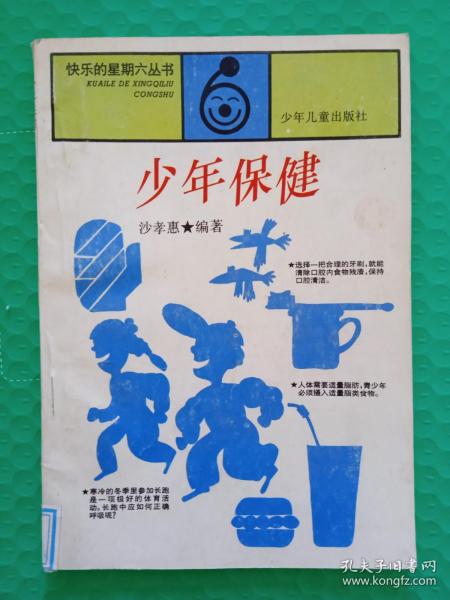 快乐的星期六丛书
KUAILE DE XINGQILIU
CONGSHU
少年儿童出版社
少年保健
沙孝惠★编著
★选择一把合理的牙刷,就能
清除口腔内食物残渣,保持
口腔清洁。
★人体需要适量脂肪,青少年
必须摄入适量脂类食物。
★寒冷的冬季里参加长跑
是一项极好的体育活
动。长跑中应如何正确
呼吸呢?
孔夫子旧书网
www.kongfz.com